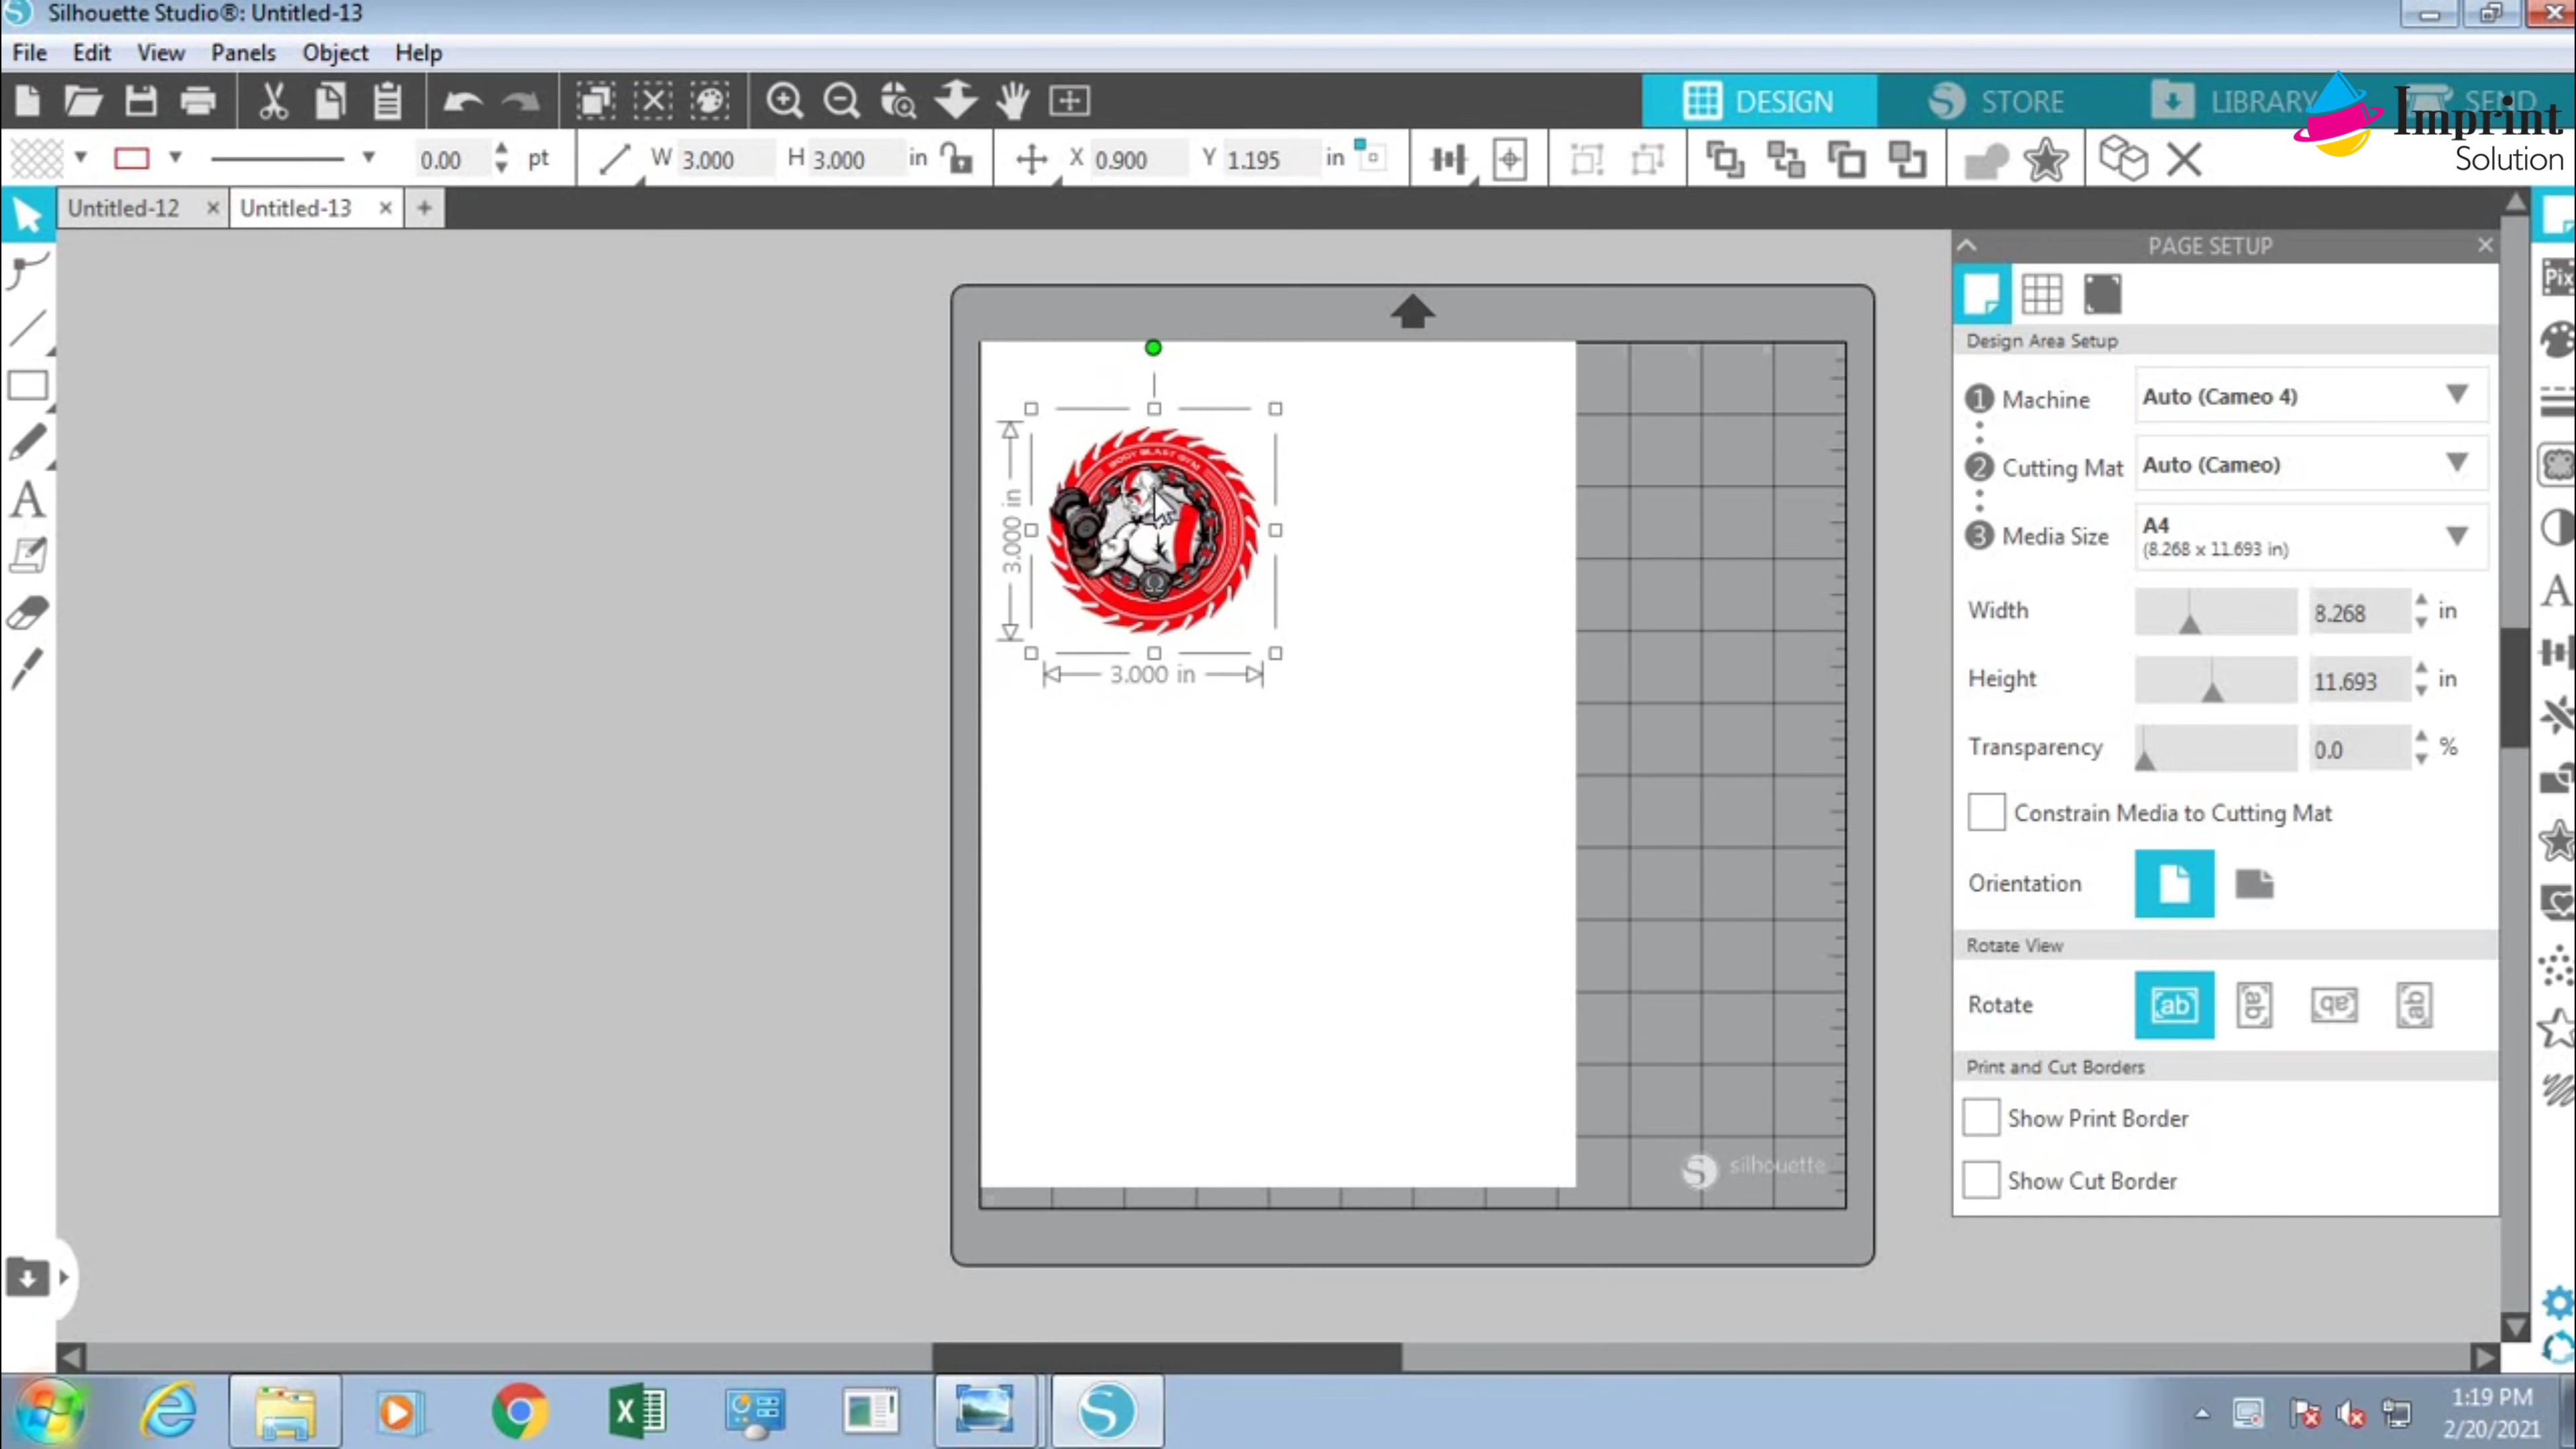 Silhouette Studio®: Untitled-13
File Edit View Panels Object Help
DESIGN STORE LIBRARY SEND
Imprint
Solution
0.00 pt W 3.000 H 3.000 in X 0.900 Y 1.195 in
Untitled-12 Untitled-13
PAGE SETUP
Pix
Design Area Setup
1 Machine Auto (Cameo 4)
2 Cutting Mat Auto (Cameo)
3 Media Size A4
(8.268 x 11.693 in)
Width 8.268 in
Height 11.693 in
Transparency 0.0 %
Constrain Media to Cutting Mat
Orientation
Rotate View
Rotate ab ab ab ab
Print and Cut Borders
Show Print Border
Show Cut Border
BODY BLAST GYM
3.000 in
3.000 in
silhouette
1:19 PM
2/20/2021